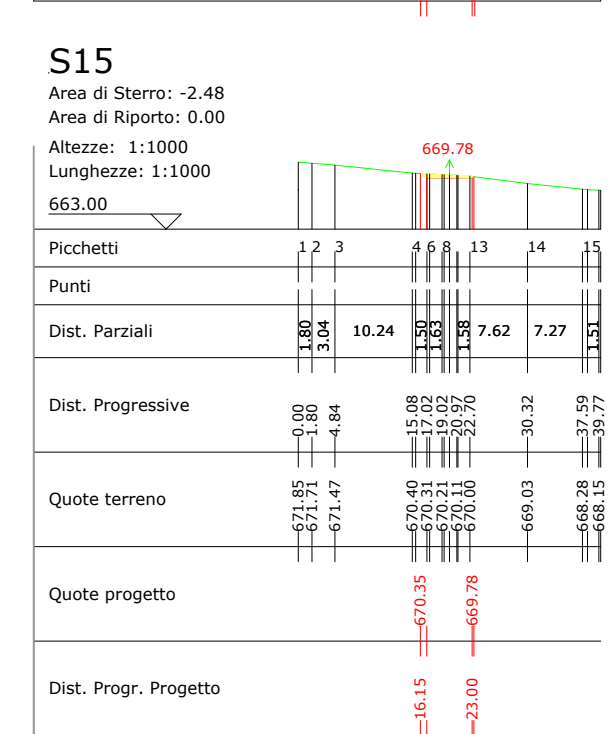 S15
Area di Sterro: -2.48
Area di Riporto: 0.00
Altezze: 1:1000
Lunghezze: 1:1000
669.78
663.00
Picchetti 1 2 3 4 6 8 13 14 15
Punti
Dist. Parziali 1.80 3.04 10.24 1.50 1.63 1.58 7.62 7.27 1.51
Dist. Progressive 0.00 1.80 4.84 15.08 17.02 19.02 20.97 22.70 30.32 37.59 39.77
Quote terreno 671.85 671.71 671.47 670.40 670.31 670.21 670.11 670.00 669.03 668.28 668.15
Quote progetto 670.35 669.78
Dist. Progr. Progetto 16.15 23.00